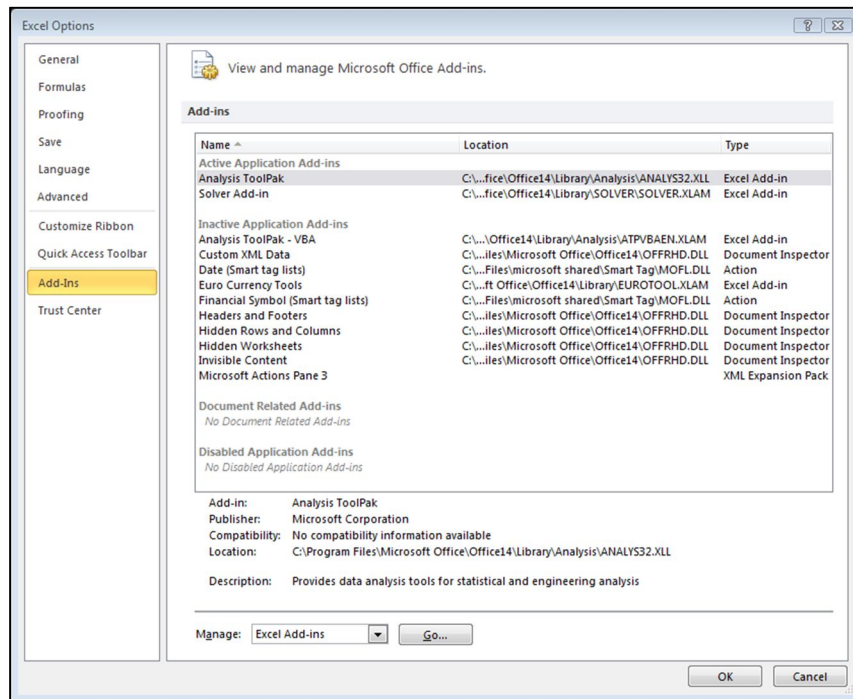 Excel Options
General
Formulas
Proofing
Save
Language
Advanced
Customize Ribbon
Quick Access Toolbar
Add-Ins
Trust Center
View and manage Microsoft Office Add-ins.
Add-ins
Name Location Type
Active Application Add-ins
Analysis ToolPak C:\...fice\Office14\Library\Analysis\ANALYS32.XLL Excel Add-in
Solver Add-in C:\...fice\Office14\Library\SOLVER\SOLVER.XLAM Excel Add-in
Inactive Application Add-ins
Analysis ToolPak - VBA C:\...\Office14\Library\Analysis\ATPVBAEN.XLAM Excel Add-in
Custom XML Data C:\...iles\Microsoft Office\Office14\OFFRHD.DLL Document Inspector
Date (Smart tag lists) C:\...Files\microsoft shared\Smart Tag\MOFL.DLL Action
Euro Currency Tools C:\...ft Office\Office14\Library\EUROTOOL.XLAM Excel Add-in
Financial Symbol (Smart tag lists) C:\...Files\microsoft shared\Smart Tag\MOFL.DLL Action
Headers and Footers C:\...iles\Microsoft Office\Office14\OFFRHD.DLL Document Inspector
Hidden Rows and Columns C:\...iles\Microsoft Office\Office14\OFFRHD.DLL Document Inspector
Hidden Worksheets C:\...iles\Microsoft Office\Office14\OFFRHD.DLL Document Inspector
Invisible Content C:\...iles\Microsoft Office\Office14\OFFRHD.DLL Document Inspector
Microsoft Actions Pane 3 XML Expansion Pack
Document Related Add-ins
No Document Related Add-ins
Disabled Application Add-ins
No Disabled Application Add-ins
Add-in: Analysis ToolPak
Publisher: Microsoft Corporation
Compatibility: No compatibility information available
Location: C:\Program Files\Microsoft Office\Office14\Library\Analysis\ANALYS32.XLL
Description: Provides data analysis tools for statistical and engineering analysis
Manage: Excel Add-ins Go...
OK Cancel